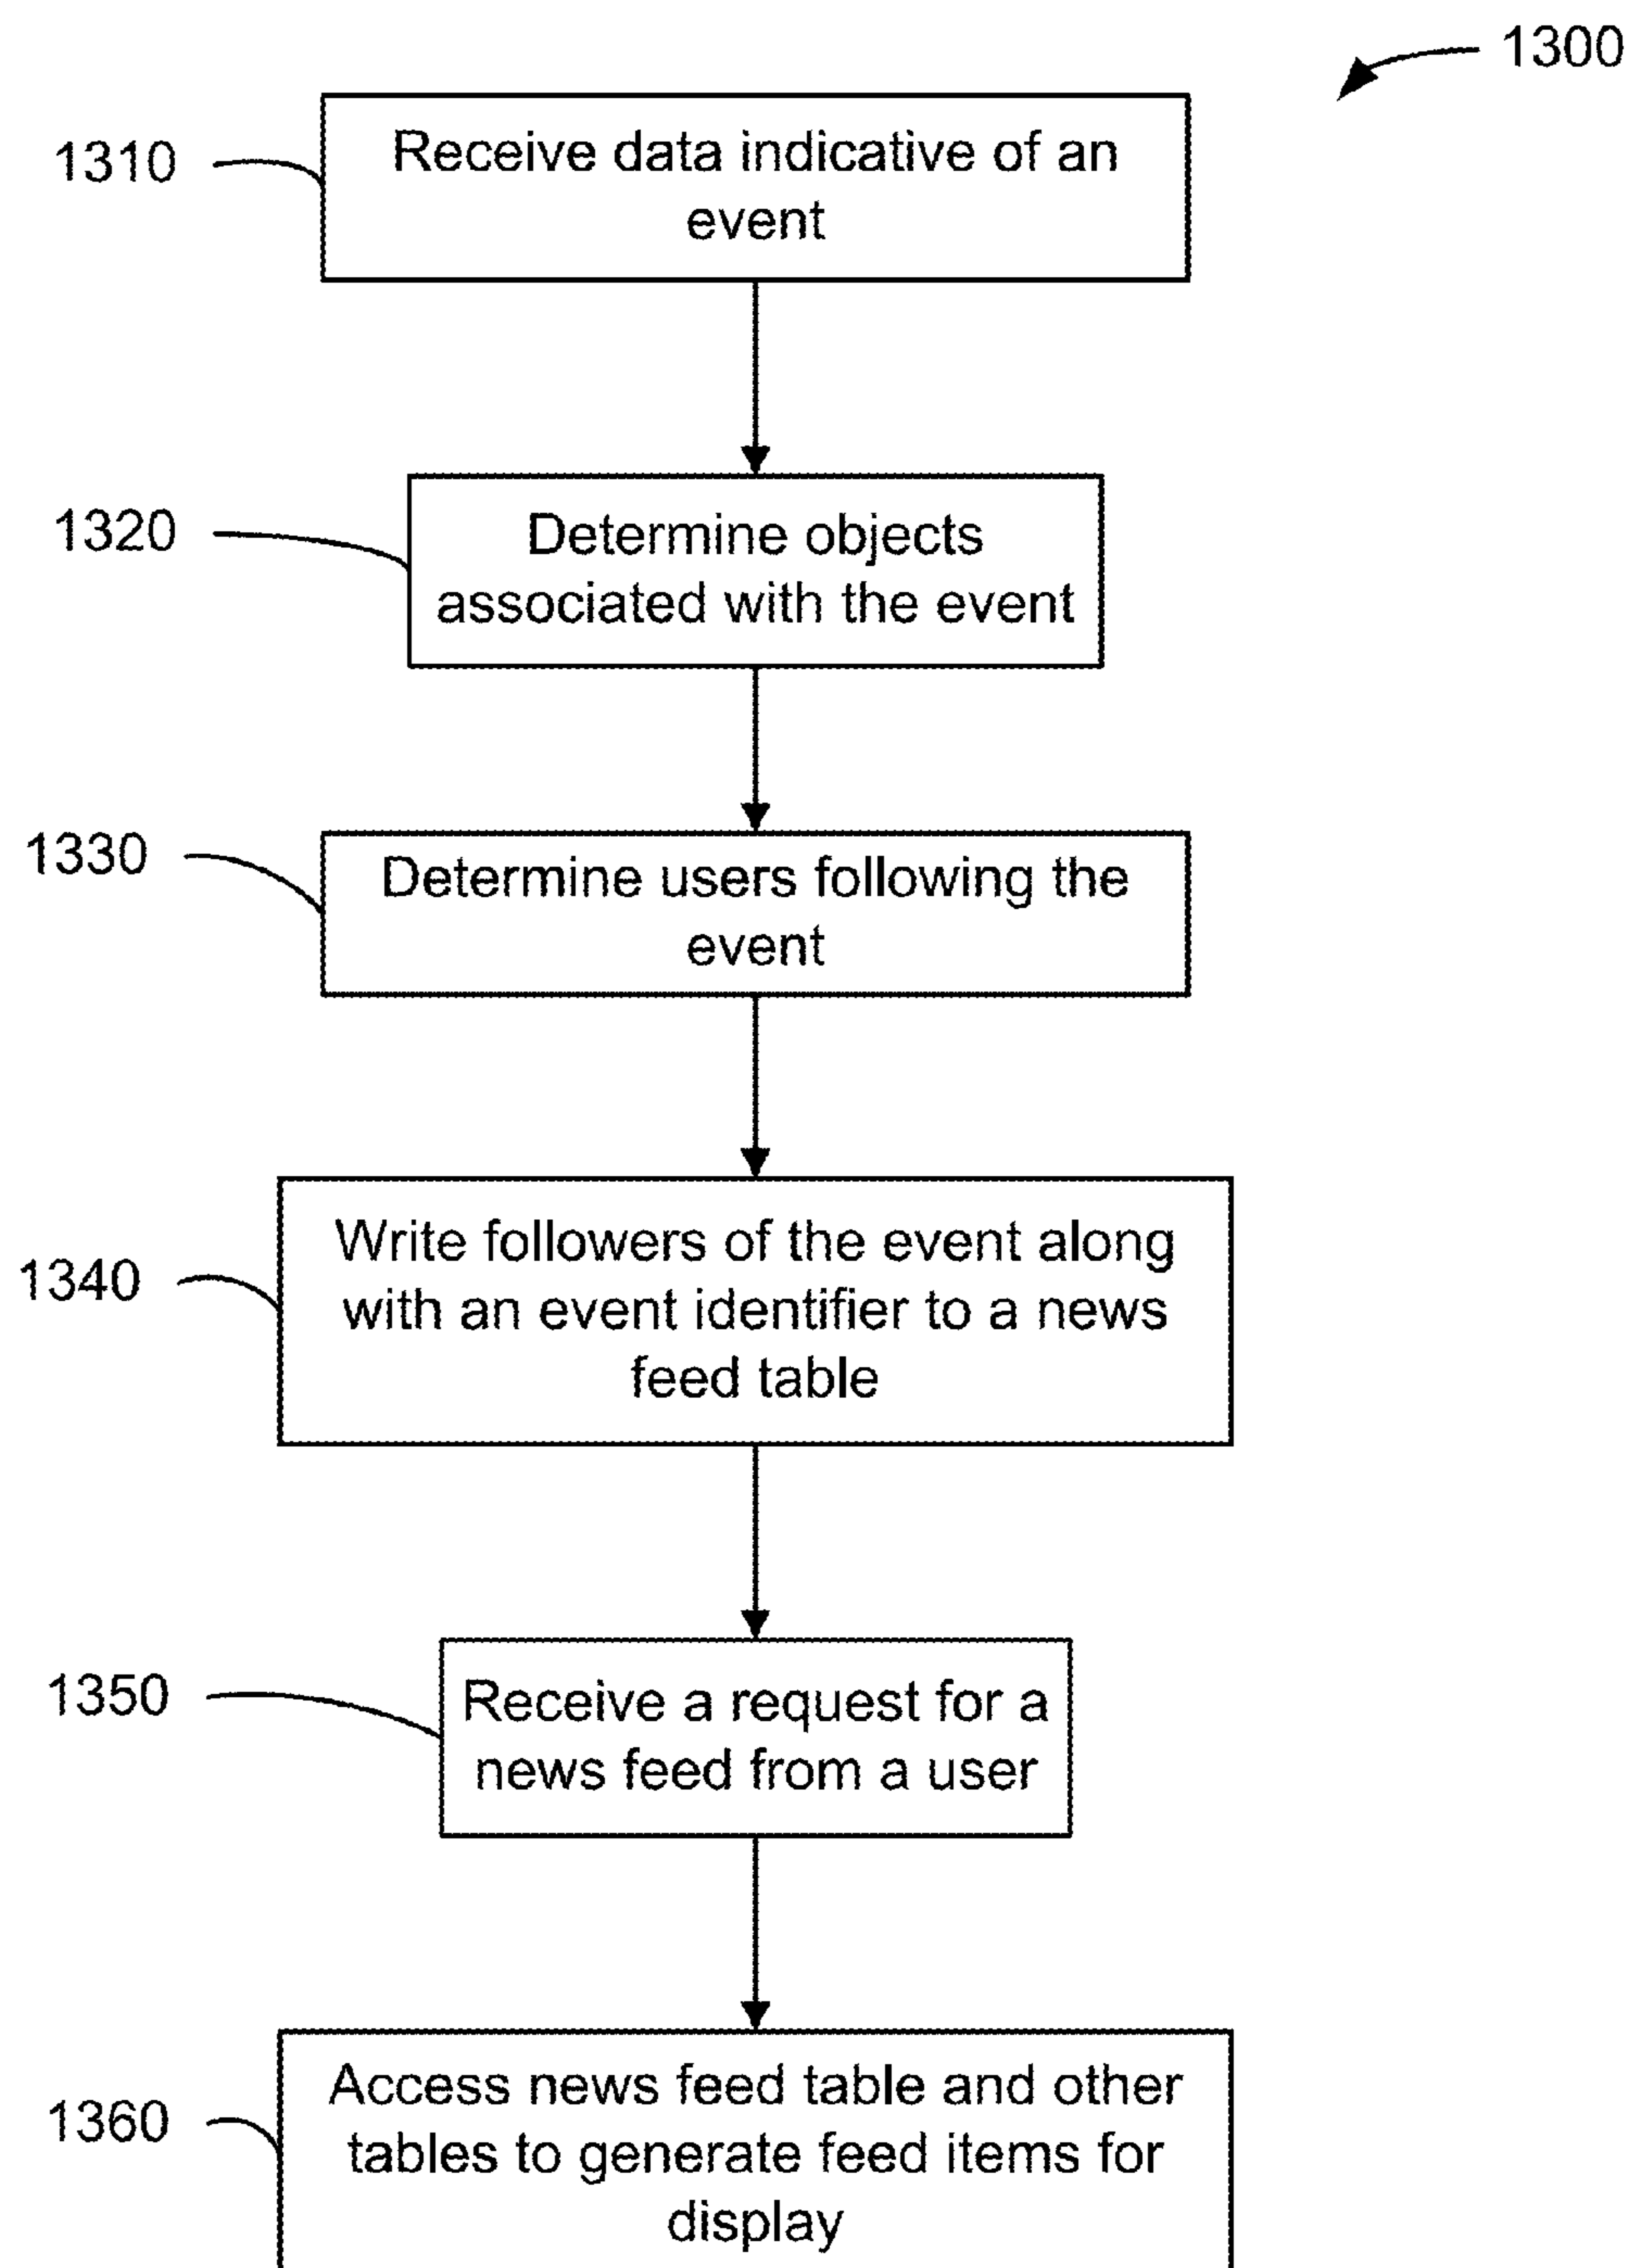 1300
1310
Receive data indicative of an
event
1320
Determine objects
associated with the event
1330
Determine users following the
event
1340
Write followers of the event along
with an event identifier to a news
feed table
1350
Receive a request for a
news feed from a user
1360
Access news feed table and other
tables to generate feed items for
display